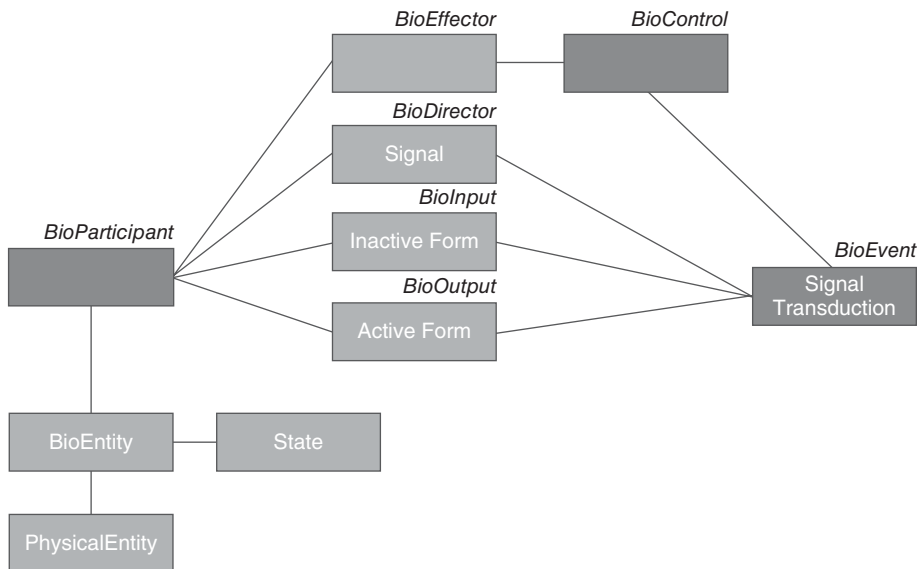 BioEffector
BioControl
BioDirector
Signal
BioInput
BioParticipant
Inactive Form
BioEvent
BioOutput
Signal
Transduction
Active Form
BioEntity
State
PhysicalEntity